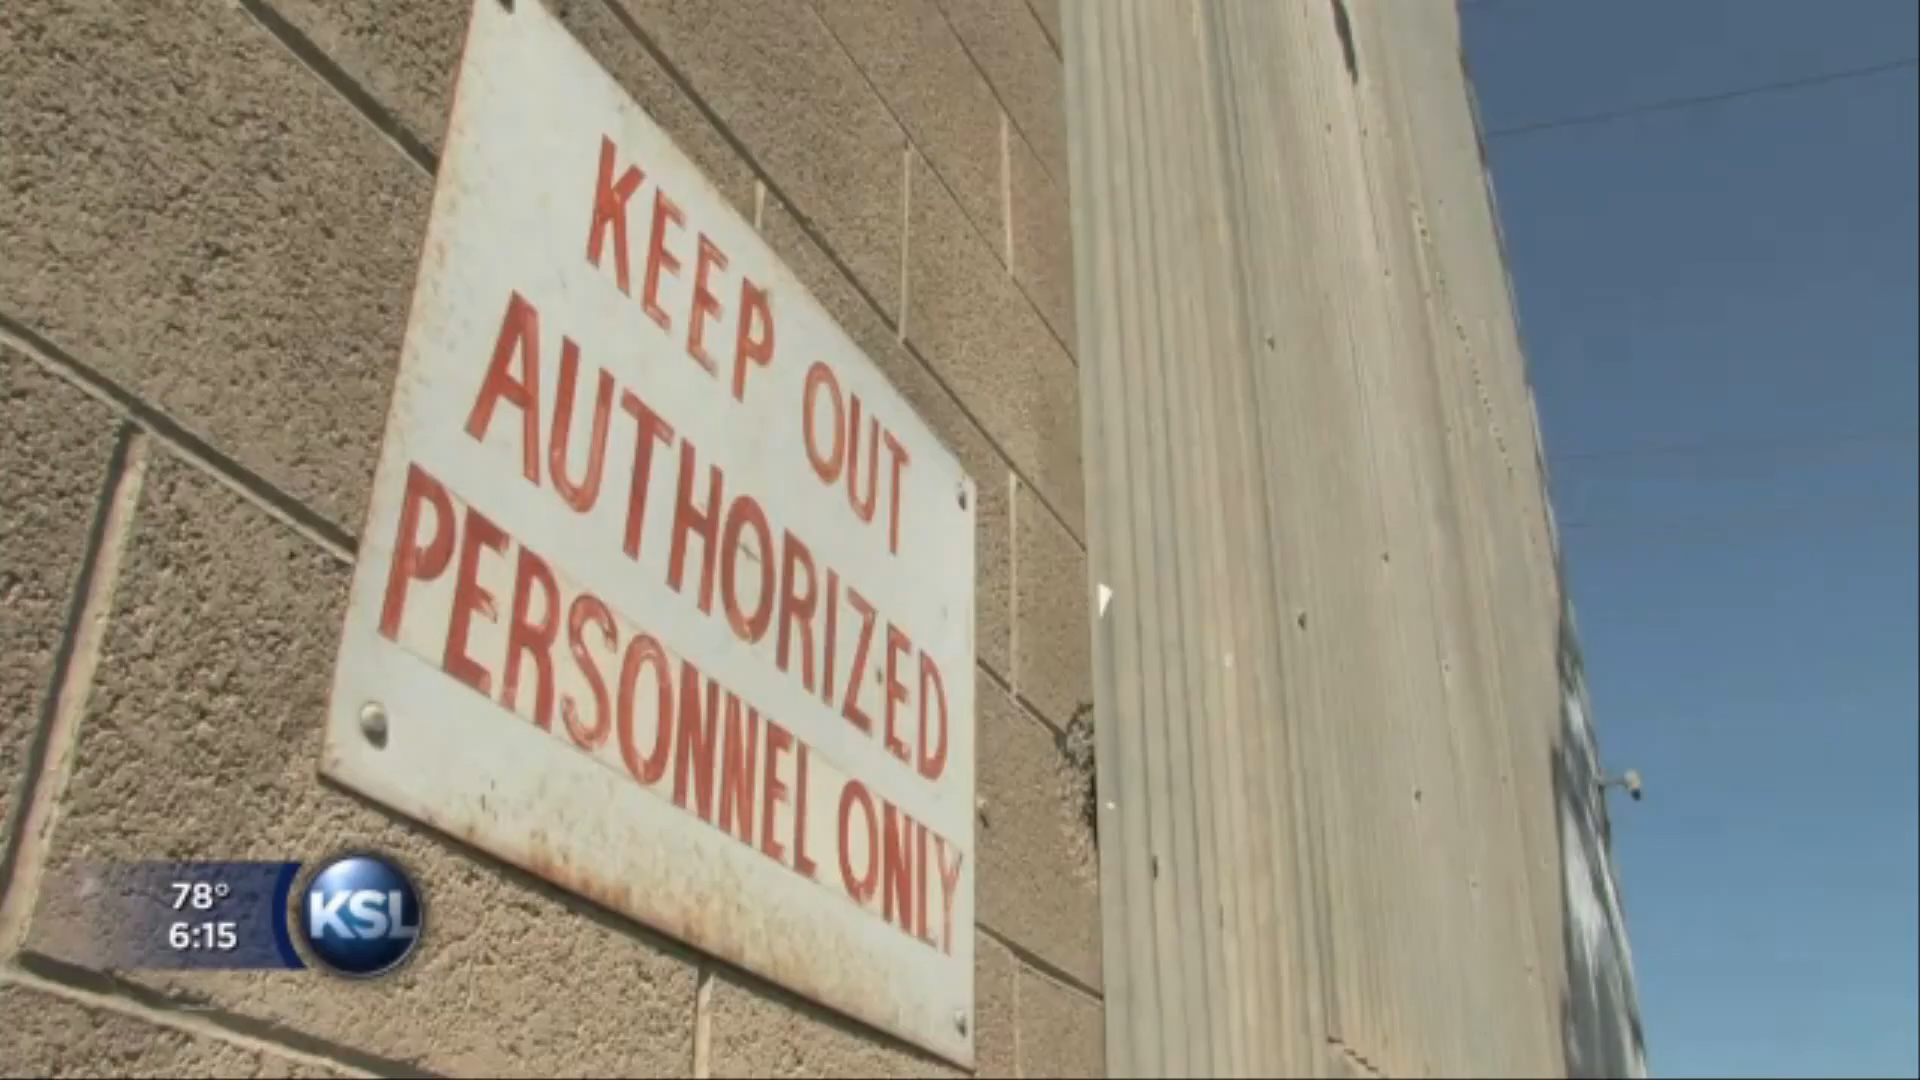 KEEP OUT
AUTHORIZED
PERSONNEL ONLY
78°
6:15
KSL